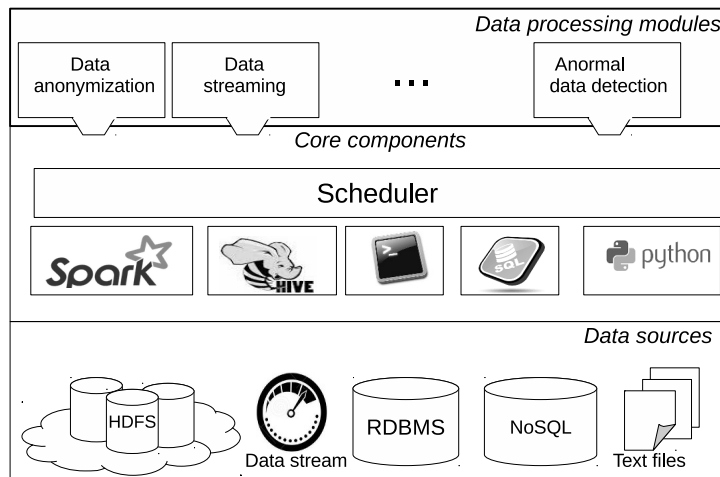 Data processing modules
Data
anonymization
Data
streaming
...
Anormal
data detection
Core components
Scheduler
Spark
HIVE
>_
SQL
python
Data sources
HDFS
Data stream
RDBMS
NoSQL
Text files